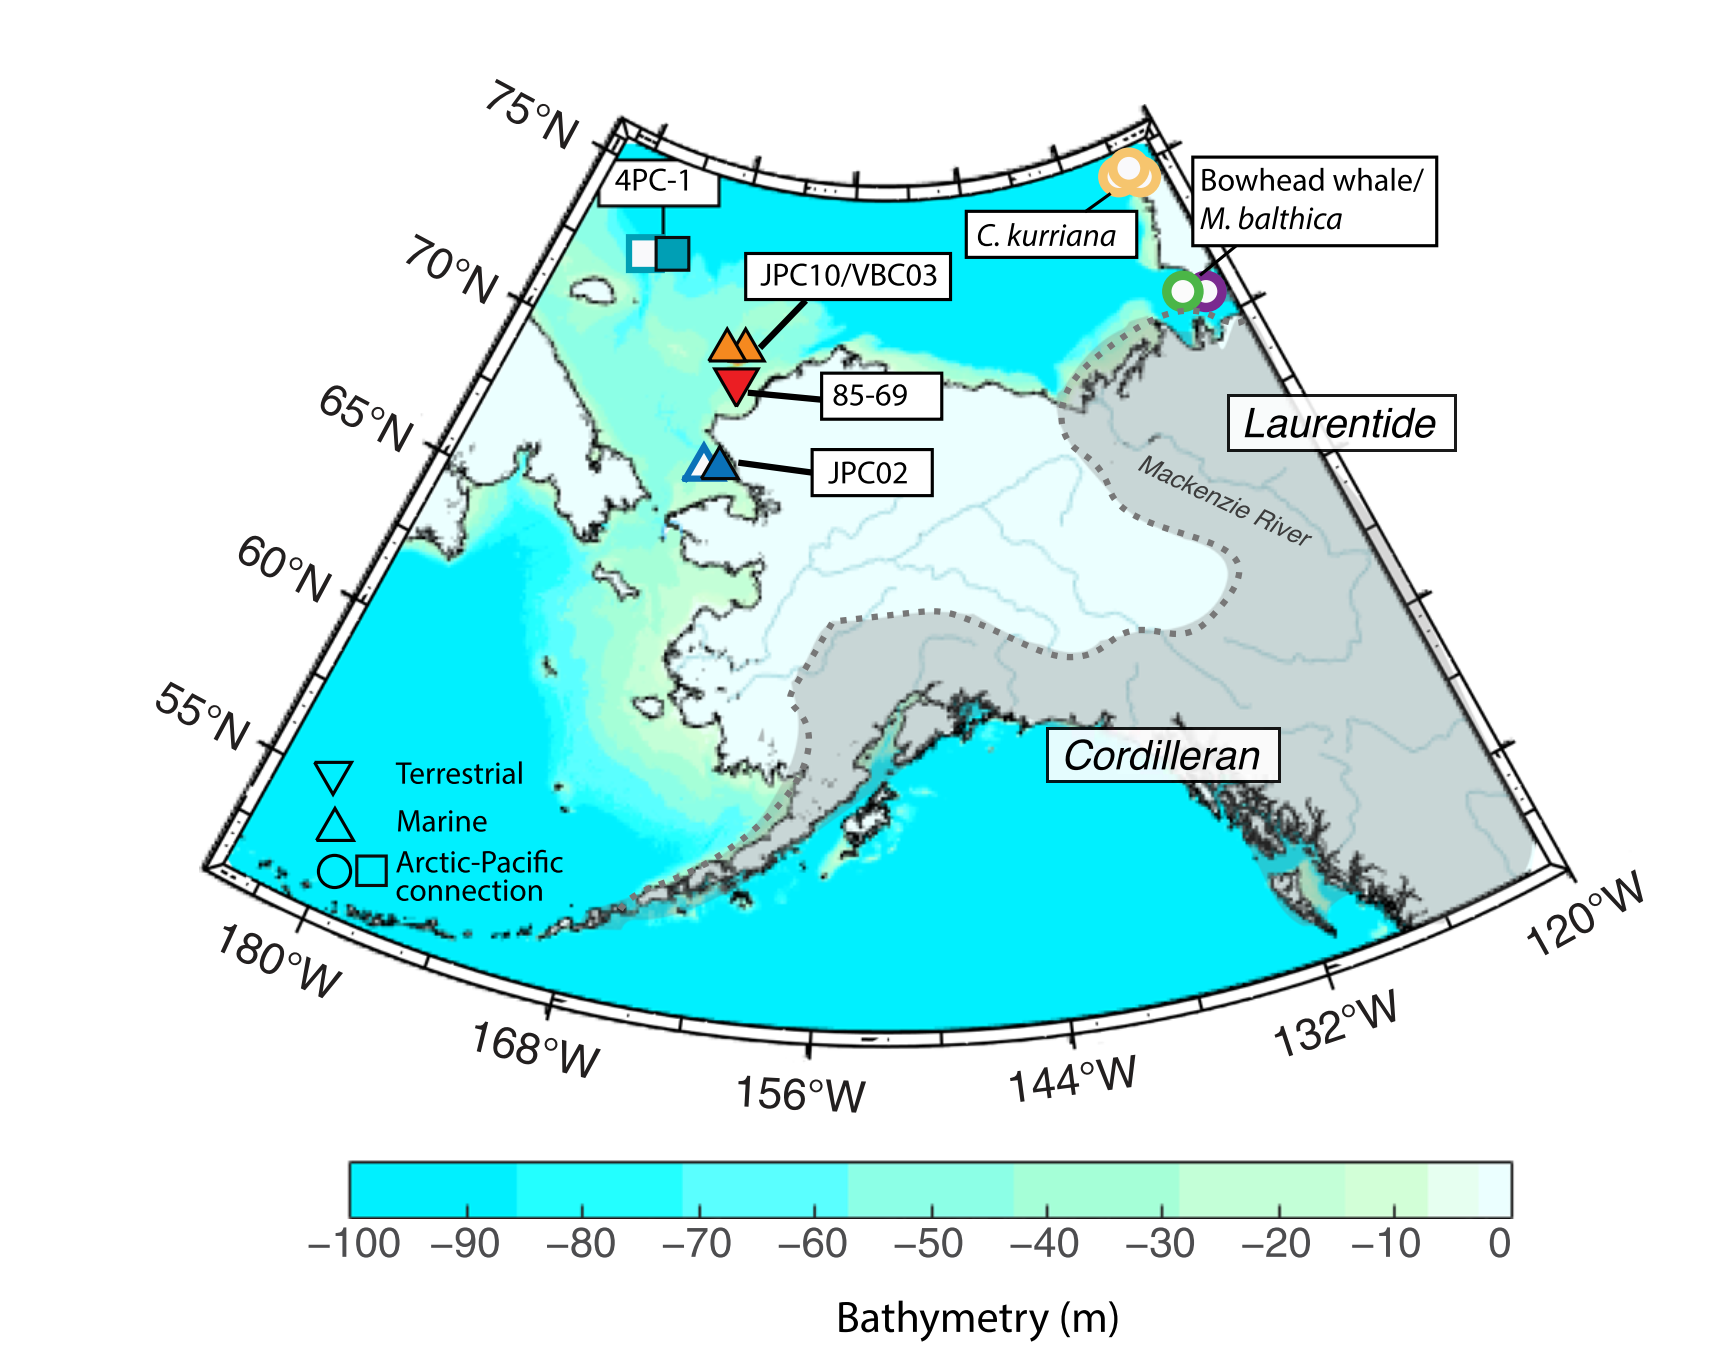 75°N
4PC-1
Bowhead whale/
M. balthica
C. kurriana
70°N
JPC10/VBC03
65°N
85-69
Laurentide
JPC02
Mackenzie River
60°N
55°N
Cordilleran
Terrestrial
Marine
Arctic-Pacific
connection
180°W
168°W
156°W
144°W
132°W
120°W
−100 −90 −80 −70 −60 −50 −40 −30 −20 −10 0
Bathymetry (m)